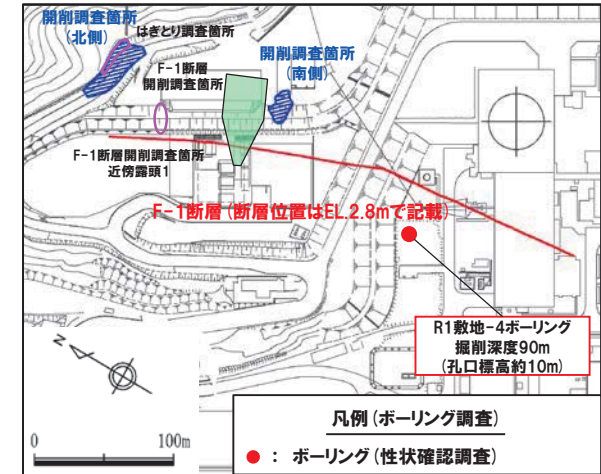 開削調査箇所
(北側)
はぎとり調査箇所
F-1断層
開削調査箇所
開削調査箇所
(南側)
F-1断層開削調査箇所
近傍露頭1
F-1断層(断層位置はEL.2.8mで記載)
R1敷地-4ボーリング
掘削深度90m
(孔口標高約10m)
N
0 100m
凡例(ボーリング調査)
● : ボーリング(性状確認調査)